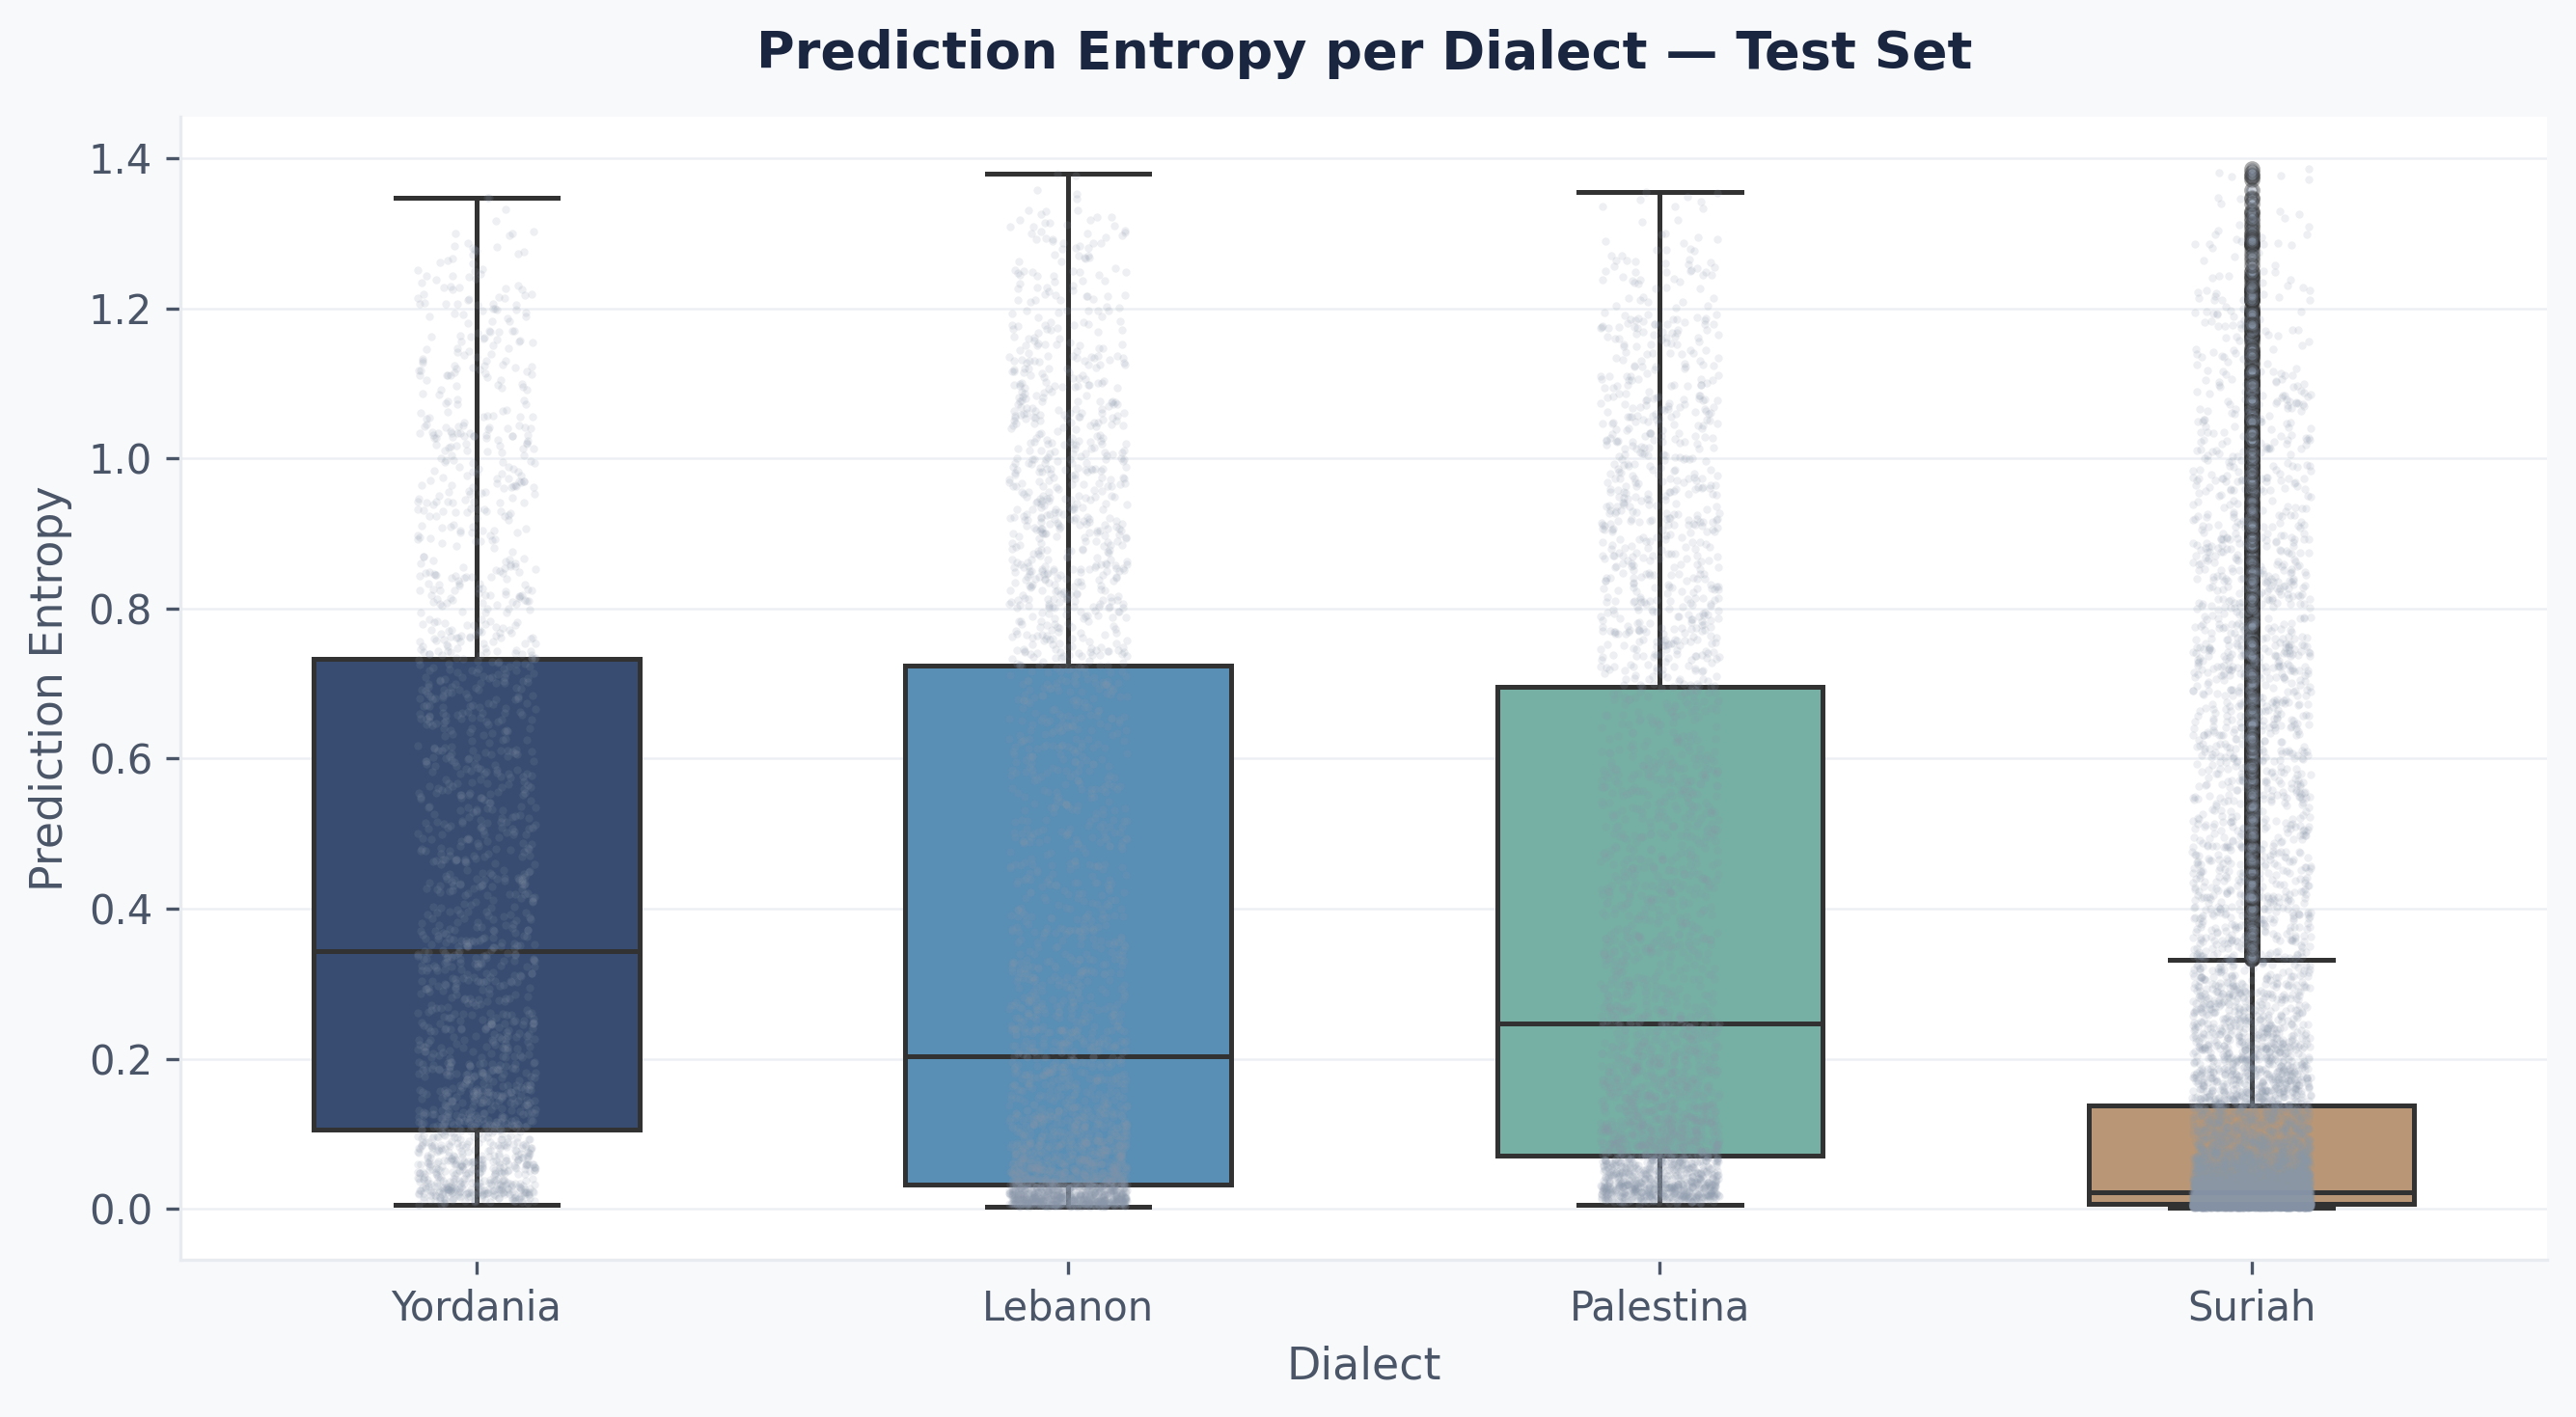 Prediction Entropy per Dialect — Test Set
Prediction Entropy
1.4
1.2
1.0
0.8
0.6
0.4
0.2
0.0
Yordania Lebanon Palestina Suriah
Dialect